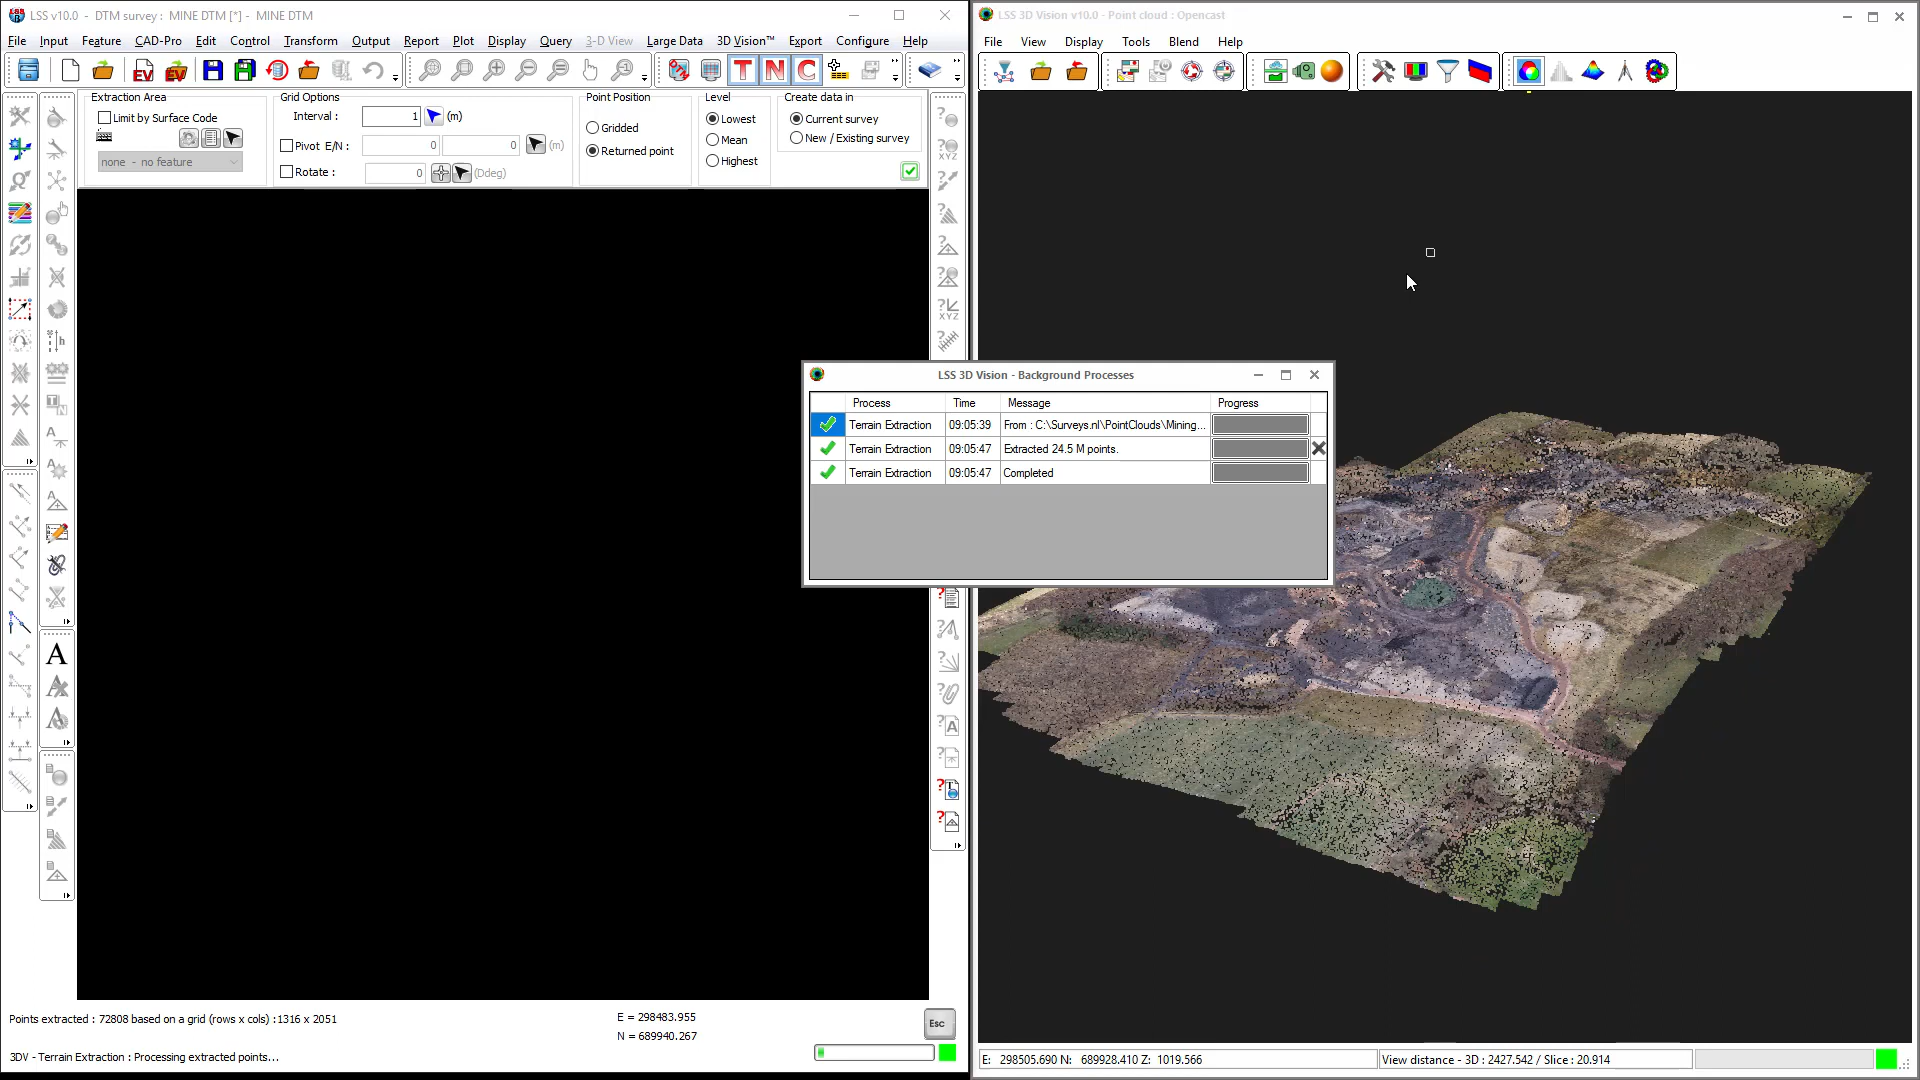 LSS v10.0 - DTM survey : MINE DTM [*] - MINE DTM
File Input Feature CAD-Pro Edit Control Transform Output Report Plot Display Query 3-D View Large Data 3D Vision™ Export Configure Help
EV EV T N C
Extraction Area
Limit by Surface Code
none - no feature
Grid Options
Interval : 1 (m)
Pivot E/N : 0 0 (m)
Rotate : 0 (Ddeg)
Point Position
Gridded
Returned point
Level
Lowest
Mean
Highest
Create data in
Current survey
New / Existing survey
Points extracted : 72808 based on a grid (rows x cols) :1316 x 2051
3DV - Terrain Extraction : Processing extracted points...
E = 298483.955
N = 689940.267
Esc
LSS 3D Vision v10.0 - Point cloud : Opencast
File View Display Tools Blend Help
LSS 3D Vision - Background Processes
Process Time Message Progress
Terrain Extraction 09:05:39 From : C:\Surveys.nl\PointClouds\Mining...
Terrain Extraction 09:05:47 Extracted 24.5 M points.
Terrain Extraction 09:05:47 Completed
E: 298505.690 N: 689928.410 Z: 1019.566
View distance - 3D : 2427.542 / Slice : 20.914